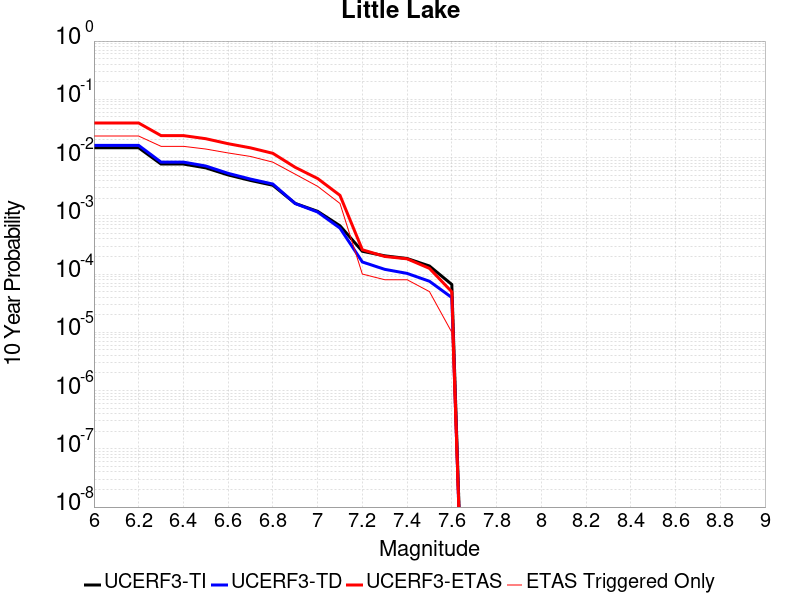 Little Lake
10 Year Probability
10^0
10^-1
10^-2
10^-3
10^-4
10^-5
10^-6
10^-7
10^-8
6 6.2 6.4 6.6 6.8 7 7.2 7.4 7.6 7.8 8 8.2 8.4 8.6 8.8 9
Magnitude
UCERF3-TI UCERF3-TD UCERF3-ETAS ETAS Triggered Only